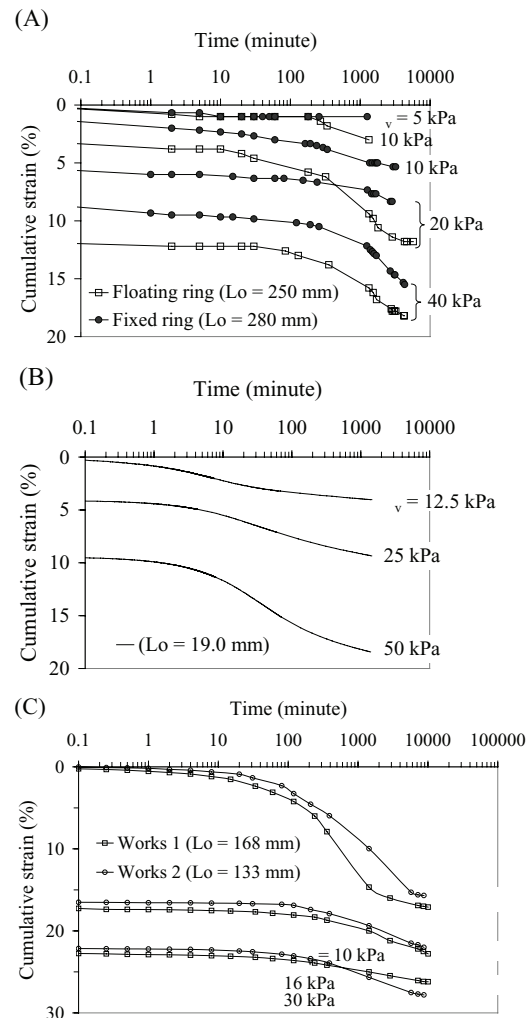 (A)
Time (minute)
0.1 1 10 100 1000 10000
0
5
10
15
20
Cumulative strain (%)
v = 5 kPa
10 kPa
10 kPa
20 kPa
40 kPa
Floating ring (Lo = 250 mm)
Fixed ring (Lo = 280 mm)
(B)
Time (minute)
0.1 1 10 100 1000 10000
0
5
10
15
20
Cumulative strain (%)
v = 12.5 kPa
25 kPa
50 kPa
(Lo = 19.0 mm)
(C)
Time (minute)
0.1 1 10 100 1000 10000 100000
0
10
20
30
Cumulative strain (%)
Works 1 (Lo = 168 mm)
Works 2 (Lo = 133 mm)
= 10 kPa
16 kPa
30 kPa